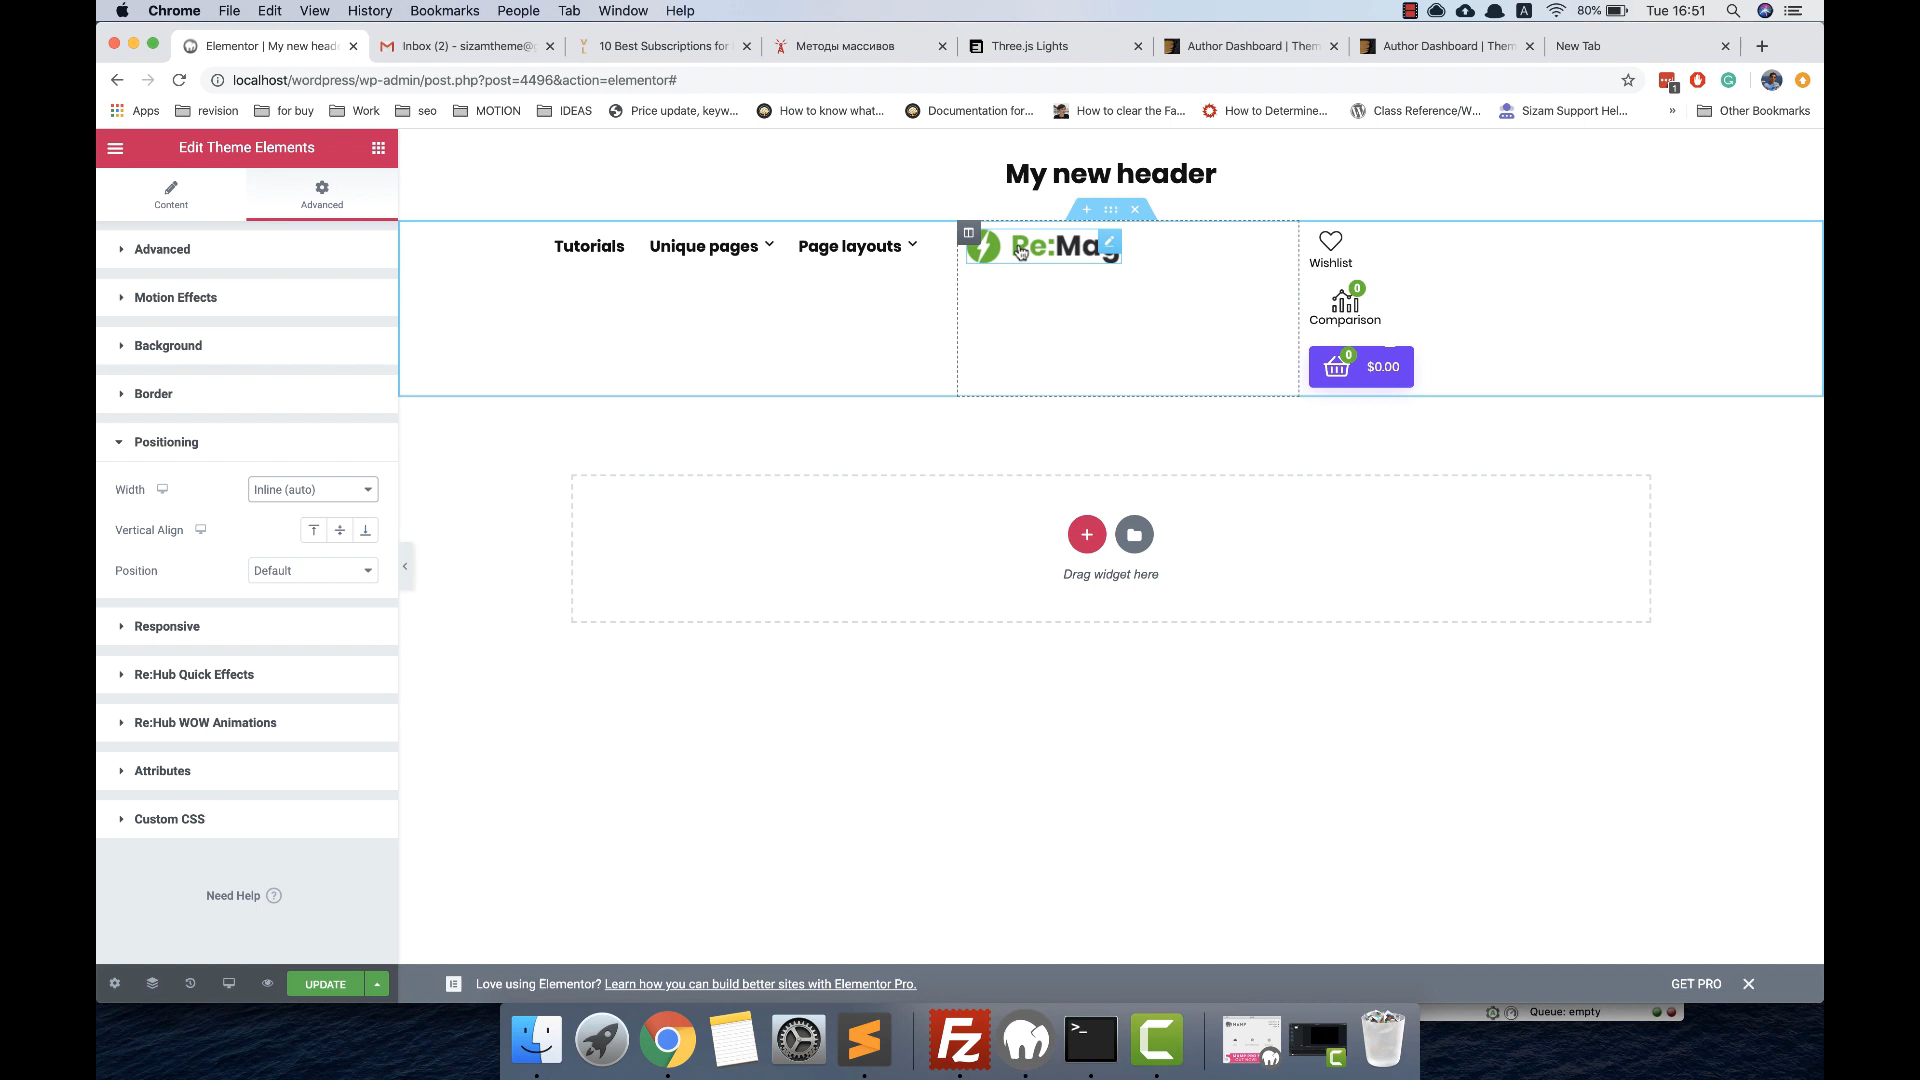 Chrome File Edit View History Bookmarks People Tab Window Help A 80% Tue 16:51
Elementor | My new heade Inbox (2) - sizamtheme@g 10 Best Subscriptions for Методы массивов Three.js Lights Author Dashboard | Them Author Dashboard | Them New Tab
localhost/wordpress/wp-admin/post.php?post=4496&action=elementor#
1
Apps revision for buy Work seo MOTION IDEAS Price update, keyw... How to know what... Documentation for... How to clear the Fa... How to Determine... Class Reference/W... Sizam Support Hel... » Other Bookmarks
Edit Theme Elements
Content Advanced
Advanced
Motion Effects
Background
Border
Positioning
Width Inline (auto)
Vertical Align
Position Default
Responsive
Re:Hub Quick Effects
Re:Hub WOW Animations
Attributes
Custom CSS
Need Help ?
UPDATE
My new header
Tutorials Unique pages Page layouts
Re:Mag
Wishlist
0
Comparison
0 $0.00
Drag widget here
Love using Elementor? Learn how you can build better sites with Elementor Pro. GET PRO
Queue: empty